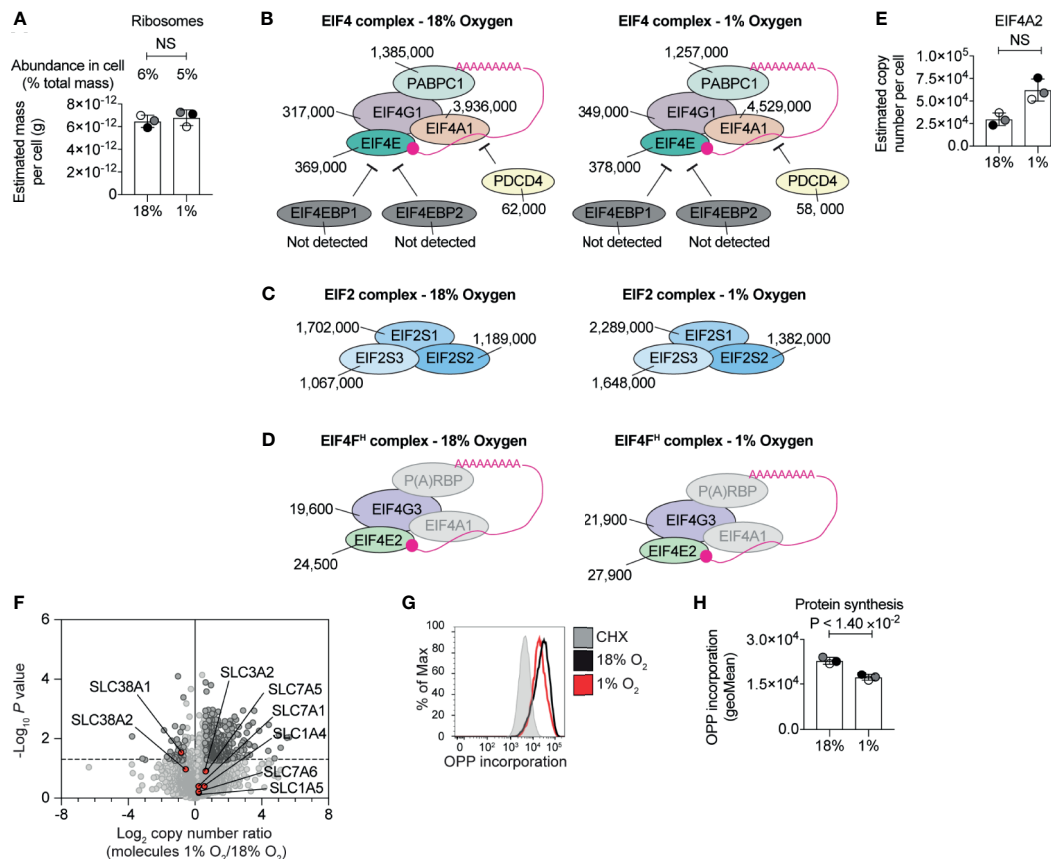 A
Ribosomes
NS
Abundance in cell
(% total mass)
6% 5%
Estimated mass
per cell (g)
8×10⁻¹²
6×10⁻¹²
4×10⁻¹²
2×10⁻¹²
0
18% 1%
B
EIF4 complex - 18% Oxygen
1,385,000
AAAAAAAAA
PABPC1
317,000
EIF4G1
3,936,000
EIF4A1
EIF4E
369,000
PDCD4
62,000
EIF4EBP1
EIF4EBP2
Not detected
Not detected
EIF4 complex - 1% Oxygen
1,257,000
AAAAAAAAA
PABPC1
349,000
EIF4G1
4,529,000
EIF4A1
EIF4E
378,000
PDCD4
58, 000
EIF4EBP1
EIF4EBP2
Not detected
Not detected
E
EIF4A2
NS
Estimated copy
number per cell
1.0×10⁵
7.5×10⁴
5.0×10⁴
2.5×10⁴
0
18% 1%
C
EIF2 complex - 18% Oxygen
1,702,000
EIF2S1
1,189,000
EIF2S3
EIF2S2
1,067,000
EIF2 complex - 1% Oxygen
2,289,000
EIF2S1
1,382,000
EIF2S3
EIF2S2
1,648,000
D
EIF4Fᴴ complex - 18% Oxygen
AAAAAAAAA
P(A)RBP
19,600
EIF4G3
EIF4A1
EIF4E2
24,500
EIF4Fᴴ complex - 1% Oxygen
AAAAAAAAA
P(A)RBP
21,900
EIF4G3
EIF4A1
EIF4E2
27,900
F
-Log₁₀ P value
6
4
2
0
SLC3A2
SLC38A1
SLC7A5
SLC38A2
SLC7A1
SLC1A4
SLC7A6
SLC1A5
-8 -4 0 4 8
Log₂ copy number ratio
(molecules 1% O₂/18% O₂)
G
% of Max
100
80
60
40
20
0
0 10² 10³ 10⁴ 10⁵
OPP incorporation
CHX
18% O₂
1% O₂
H
Protein synthesis
P < 1.40 ×10⁻²
OPP incorporation
(geoMean)
3.0×10⁴
1.5×10⁴
0
18% 1%